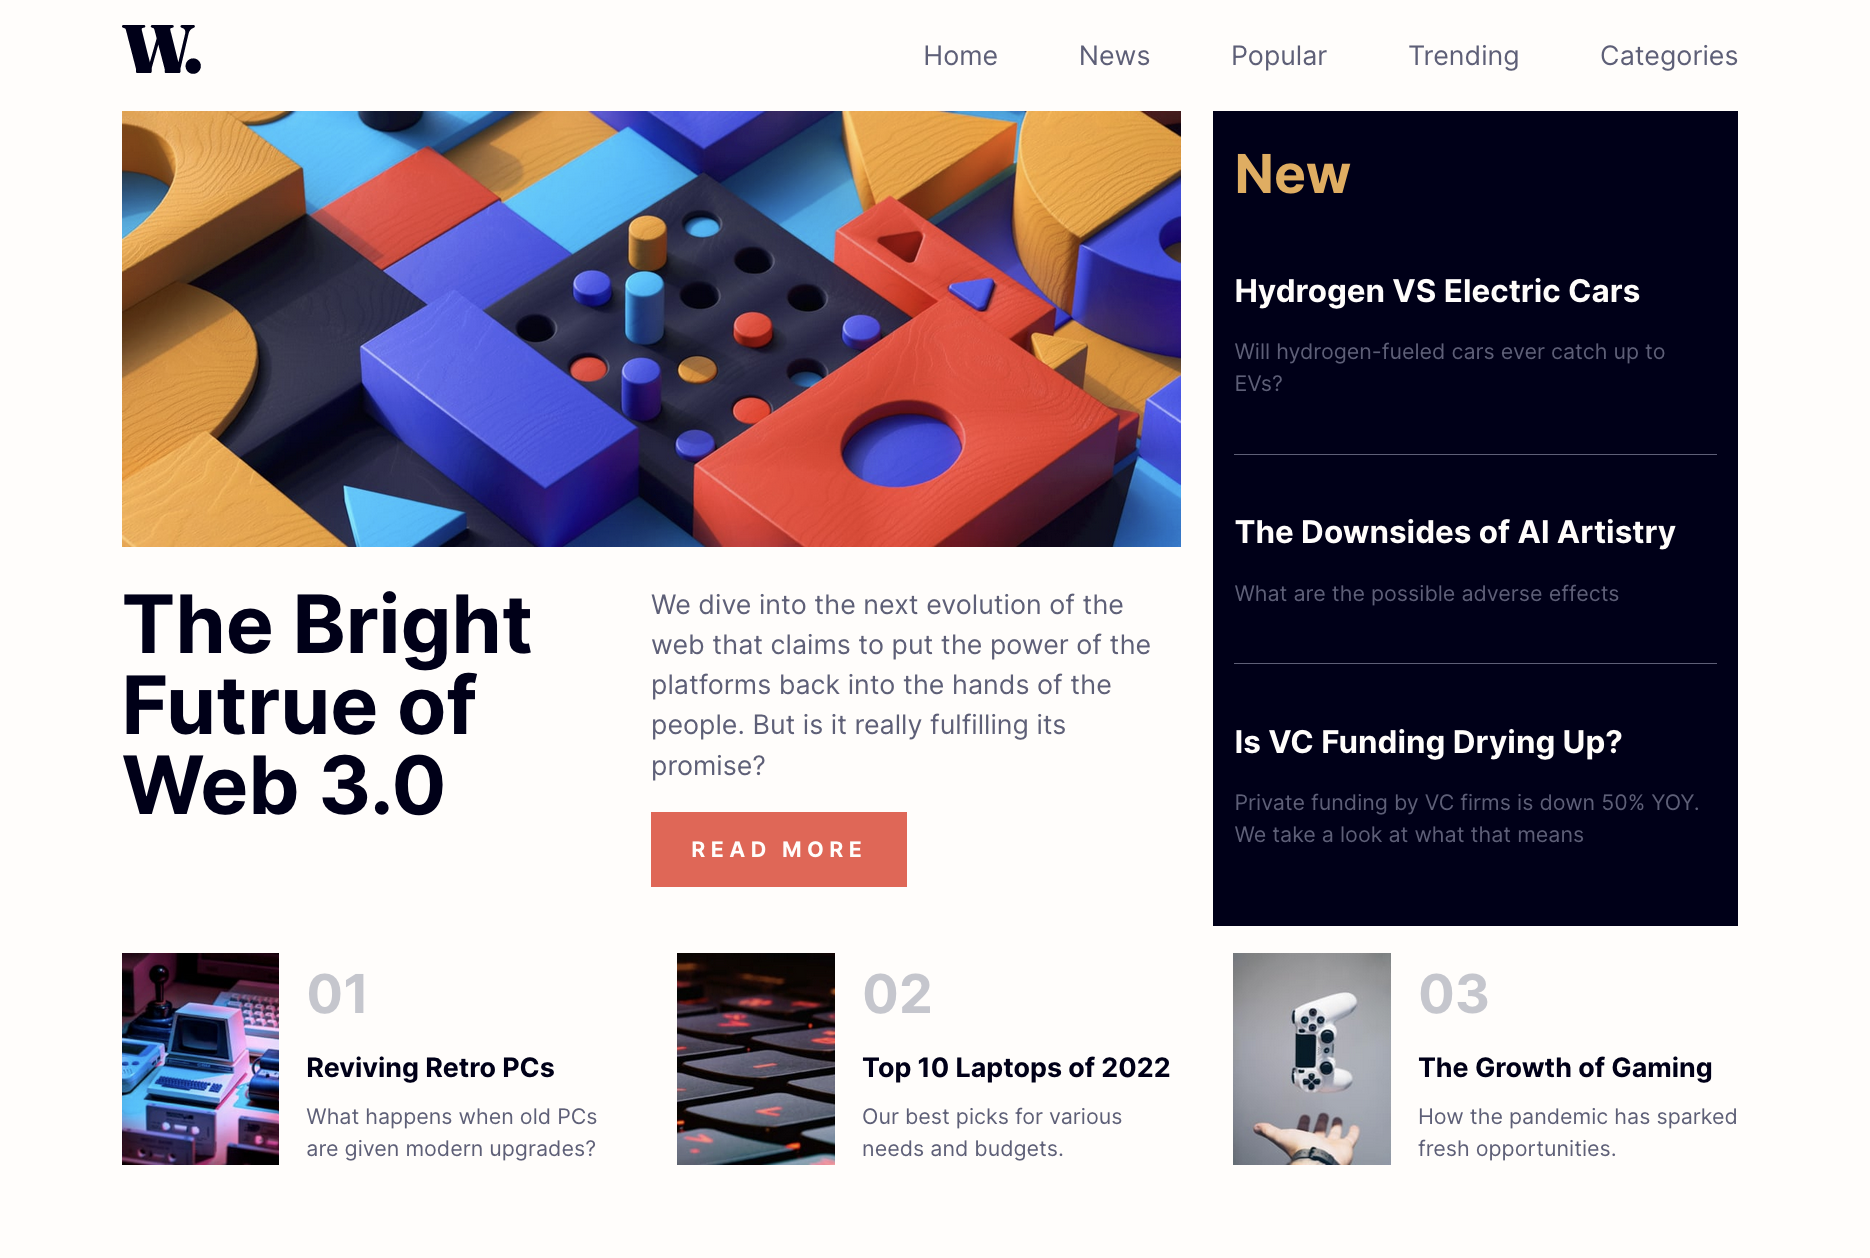 W.
Home News Popular Trending Categories
The Bright
Futrue of
Web 3.0
We dive into the next evolution of the
web that claims to put the power of the
platforms back into the hands of the
people. But is it really fulfilling its
promise?
READ MORE
New
Hydrogen VS Electric Cars
Will hydrogen-fueled cars ever catch up to
EVs?
The Downsides of AI Artistry
What are the possible adverse effects
Is VC Funding Drying Up?
Private funding by VC firms is down 50% YOY.
We take a look at what that means
01
Reviving Retro PCs
What happens when old PCs
are given modern upgrades?
02
Top 10 Laptops of 2022
Our best picks for various
needs and budgets.
03
The Growth of Gaming
How the pandemic has sparked
fresh opportunities.